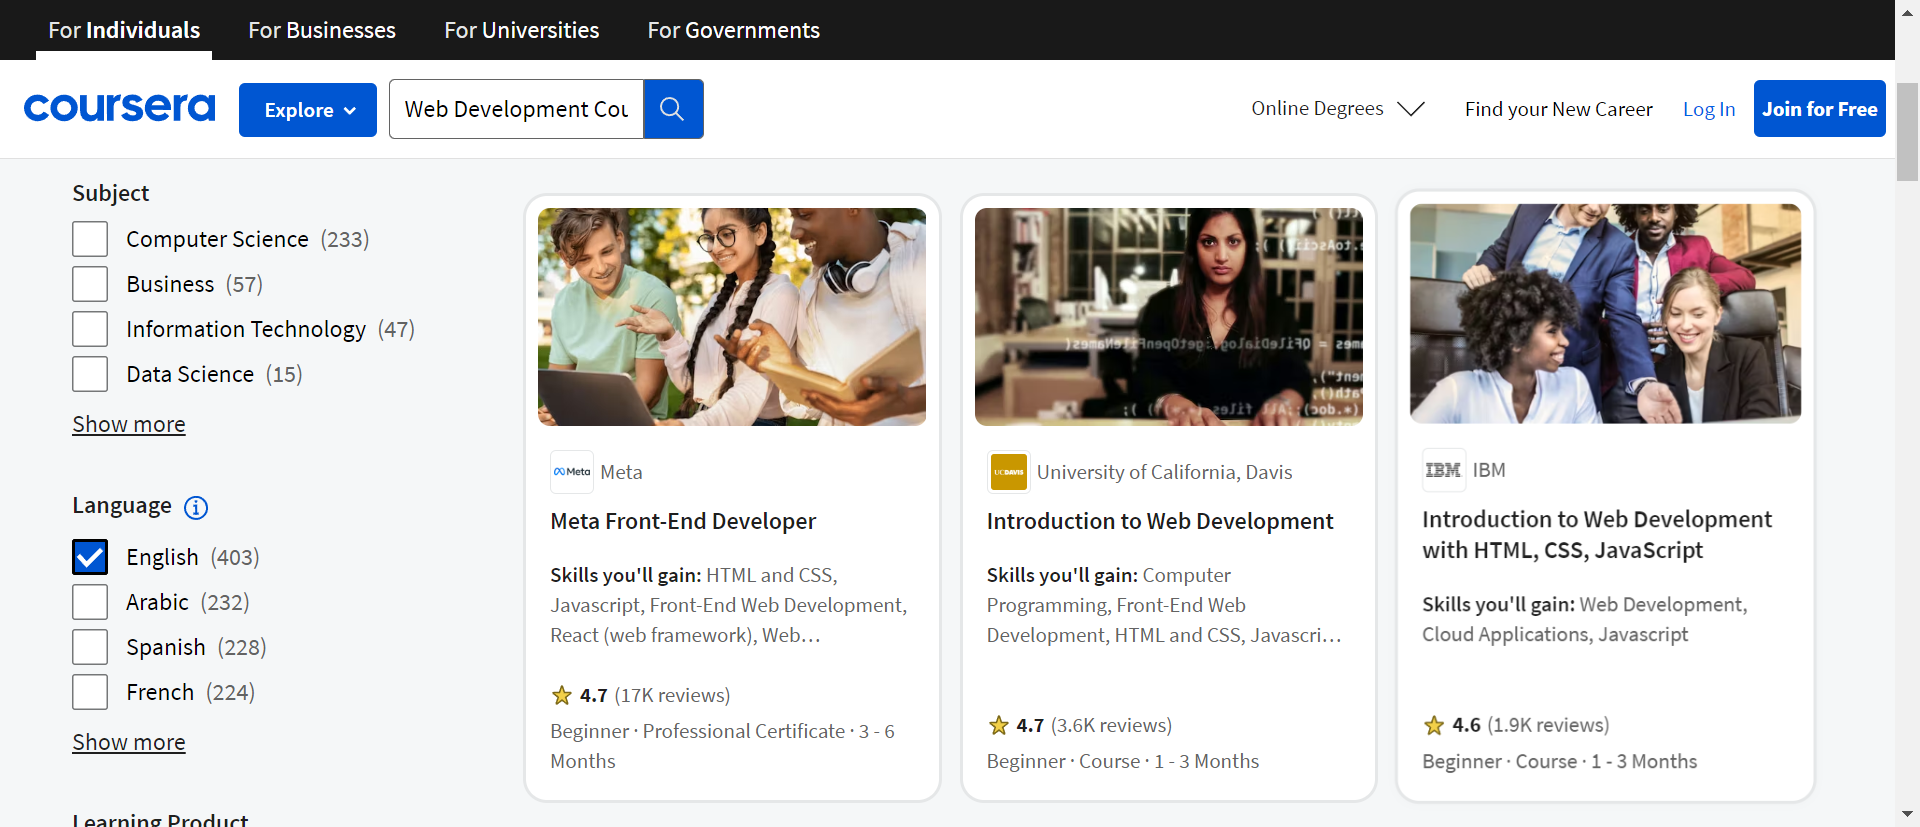 For Individuals
For Businesses
For Universities
For Governments
coursera
Explore
Web Development Cou
Online Degrees
Find your New Career
Log In
Join for Free
Subject
Computer Science (233)
Business (57)
Information Technology (47)
Data Science (15)
Show more
Language
English (403)
Arabic (232)
Spanish (228)
French (224)
Show more
Learning Product
Meta
Meta
Meta Front-End Developer
Skills you'll gain: HTML and CSS,
Javascript, Front-End Web Development,
React (web framework), Web…
4.7 (17K reviews)
Beginner · Professional Certificate · 3 - 6
Months
UCDAVIS
University of California, Davis
Introduction to Web Development
Skills you'll gain: Computer
Programming, Front-End Web
Development, HTML and CSS, Javascri…
4.7 (3.6K reviews)
Beginner · Course · 1 - 3 Months
IBM
IBM
Introduction to Web Development
with HTML, CSS, JavaScript
Skills you'll gain: Web Development,
Cloud Applications, Javascript
4.6 (1.9K reviews)
Beginner · Course · 1 - 3 Months